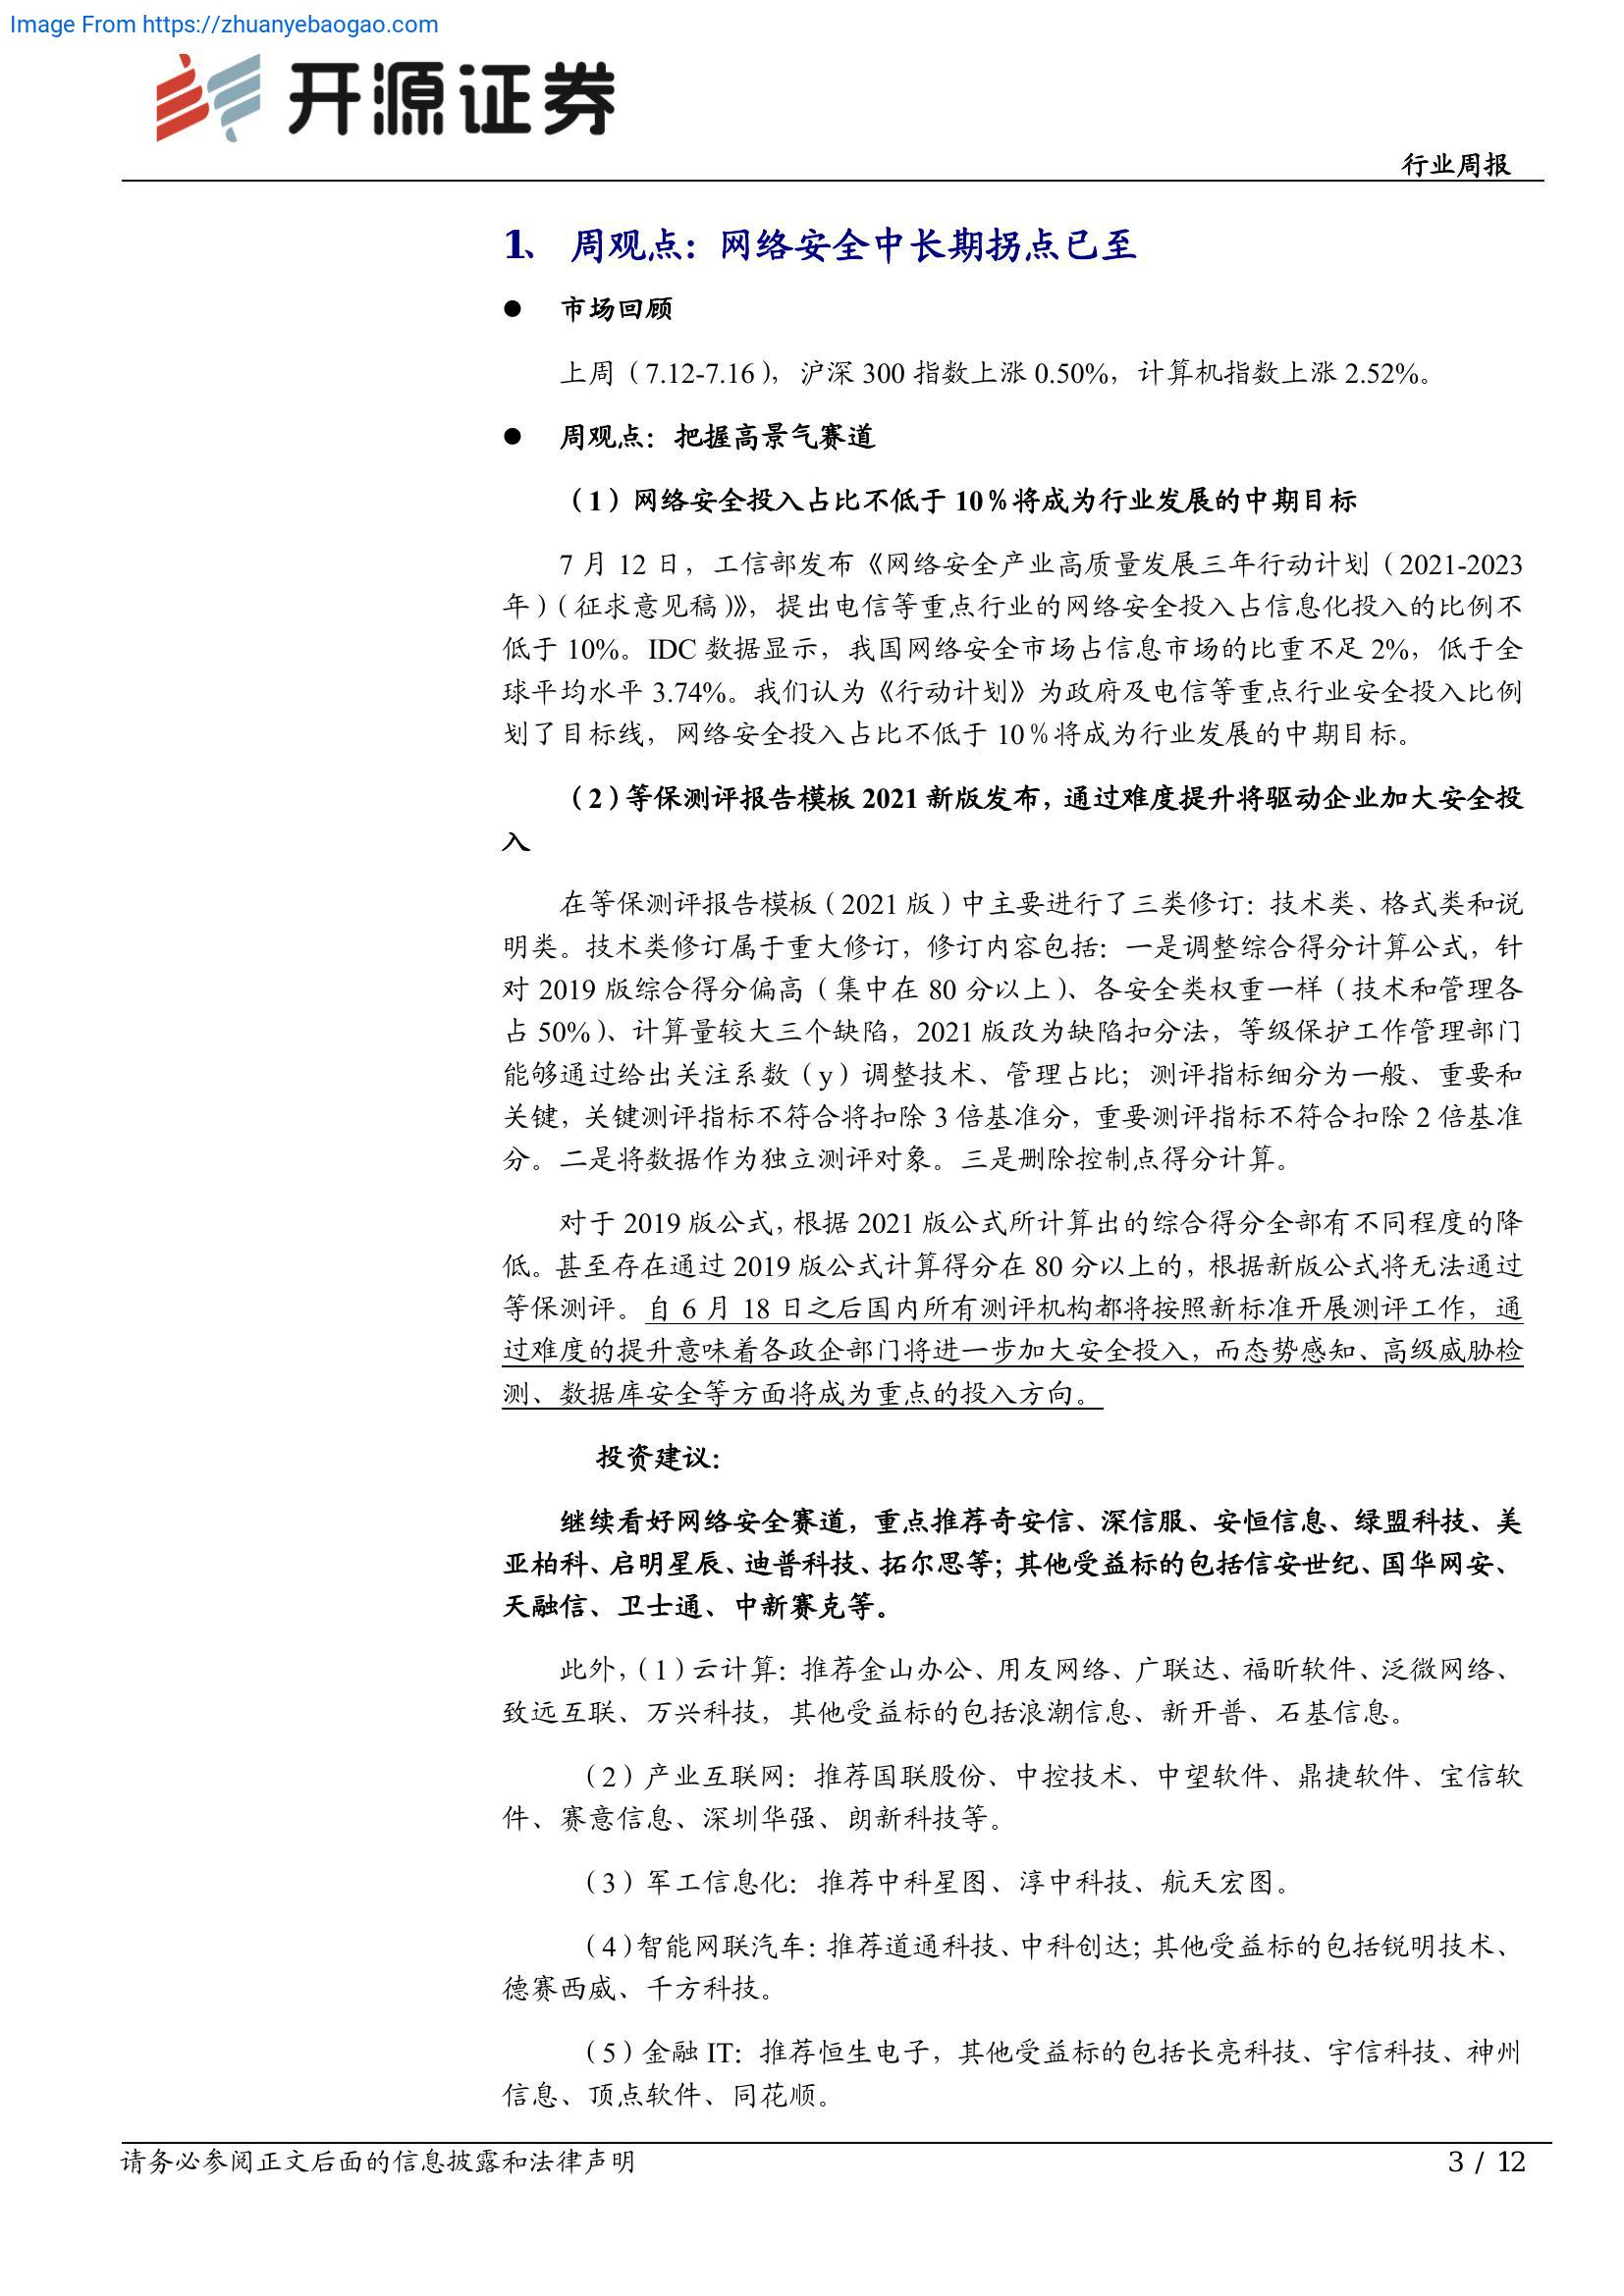 Image From https://zhuanyebaogao.com
开源证券
行业周报
1、 周观点：网络安全中长期拐点已至
● 市场回顾
上周（7.12-7.16），沪深 300 指数上涨 0.50%，计算机指数上涨 2.52%。
● 周观点：把握高景气赛道
（1）网络安全投入占比不低于 10％将成为行业发展的中期目标
7 月 12 日，工信部发布《网络安全产业高质量发展三年行动计划（2021-2023
年）（征求意见稿）》，提出电信等重点行业的网络安全投入占信息化投入的比例不
低于 10%。IDC 数据显示，我国网络安全市场占信息市场的比重不足 2%，低于全
球平均水平 3.74%。我们认为《行动计划》为政府及电信等重点行业安全投入比例
划了目标线，网络安全投入占比不低于 10％将成为行业发展的中期目标。
（2）等保测评报告模板 2021 新版发布，通过难度提升将驱动企业加大安全投
入
在等保测评报告模板（2021 版）中主要进行了三类修订：技术类、格式类和说
明类。技术类修订属于重大修订，修订内容包括：一是调整综合得分计算公式，针
对 2019 版综合得分偏高（集中在 80 分以上）、各安全类权重一样（技术和管理各
占 50%）、计算量较大三个缺陷，2021 版改为缺陷扣分法，等级保护工作管理部门
能够通过给出关注系数（y）调整技术、管理占比；测评指标细分为一般、重要和
关键，关键测评指标不符合将扣除 3 倍基准分，重要测评指标不符合扣除 2 倍基准
分。二是将数据作为独立测评对象。三是删除控制点得分计算。
对于 2019 版公式，根据 2021 版公式所计算出的综合得分全部有不同程度的降
低。甚至存在通过 2019 版公式计算得分在 80 分以上的，根据新版公式将无法通过
等保测评。自 6 月 18 日之后国内所有测评机构都将按照新标准开展测评工作，通
过难度的提升意味着各政企部门将进一步加大安全投入，而态势感知、高级威胁检
测、数据库安全等方面将成为重点的投入方向。
投资建议：
继续看好网络安全赛道，重点推荐奇安信、深信服、安恒信息、绿盟科技、美
亚柏科、启明星辰、迪普科技、拓尔思等；其他受益标的包括信安世纪、国华网安、
天融信、卫士通、中新赛克等。
此外，（1）云计算：推荐金山办公、用友网络、广联达、福昕软件、泛微网络、
致远互联、万兴科技，其他受益标的包括浪潮信息、新开普、石基信息。
（2）产业互联网：推荐国联股份、中控技术、中望软件、鼎捷软件、宝信软
件、赛意信息、深圳华强、朗新科技等。
（3）军工信息化：推荐中科星图、淳中科技、航天宏图。
（4）智能网联汽车：推荐道通科技、中科创达；其他受益标的包括锐明技术、
德赛西威、千方科技。
（5）金融 IT：推荐恒生电子，其他受益标的包括长亮科技、宇信科技、神州
信息、顶点软件、同花顺。
请务必参阅正文后面的信息披露和法律声明
3 / 12